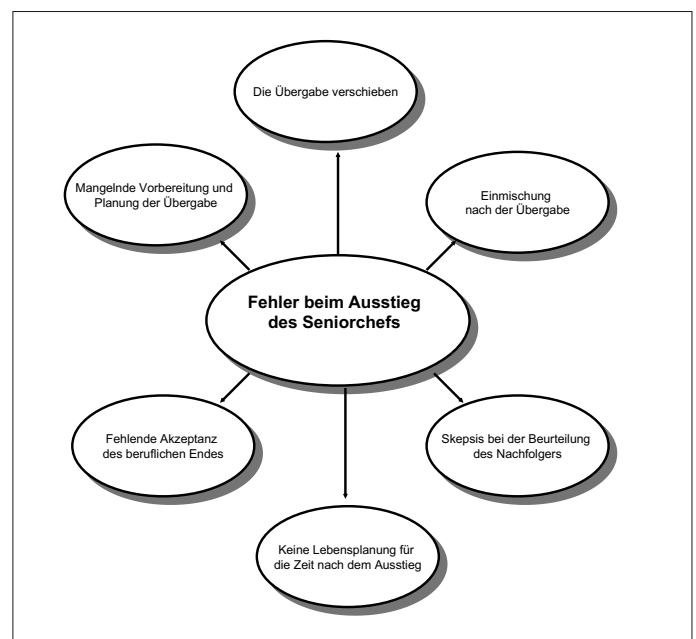 Die Übergabe verschieben
Mangelnde Vorbereitung und
Planung der Übergabe
Einmischung
nach der Übergabe
Fehler beim Ausstieg
des Seniorchefs
Fehlende Akzeptanz
des beruflichen Endes
Skepsis bei der Beurteilung
des Nachfolgers
Keine Lebensplanung für
die Zeit nach dem Ausstieg